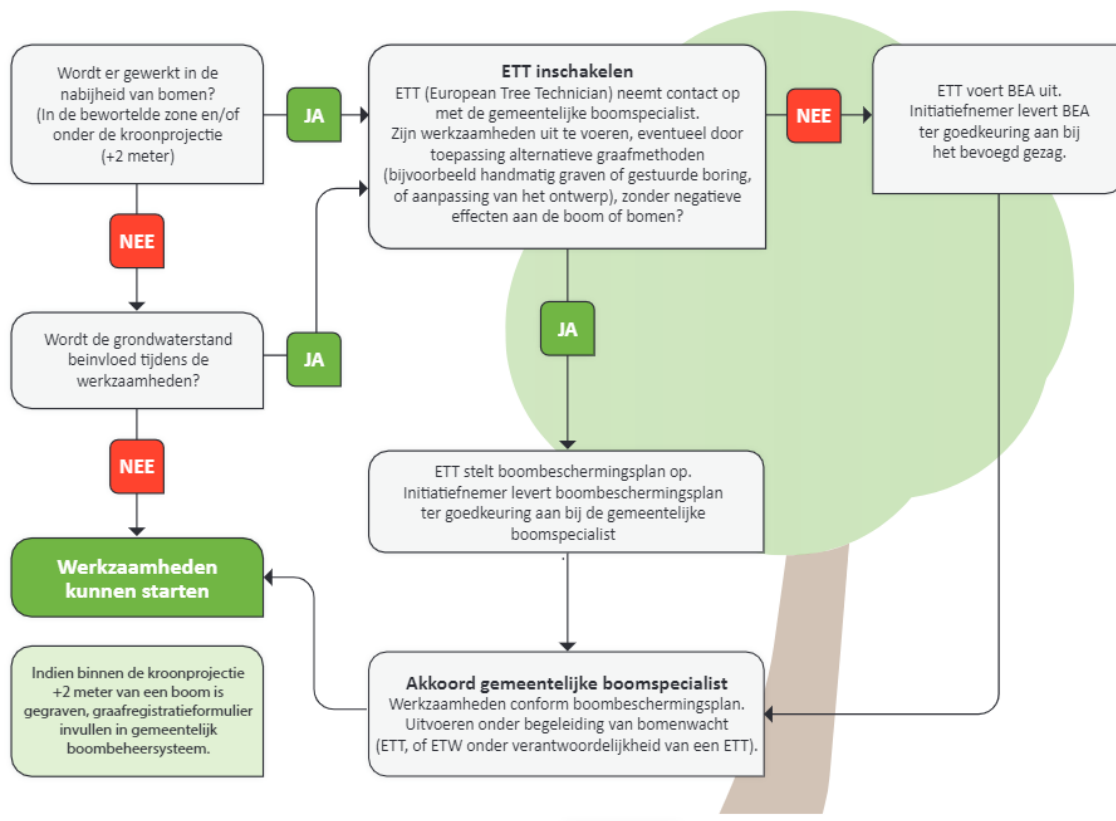 Wordt er gewerkt in de
nabijheid van bomen?
(In de bewortelde zone en/of
onder de kroonprojectie
(+2 meter)
JA
ETT inschakelen
ETT (European Tree Technician) neemt contact op
met de gemeentelijke boomspecialist.
Zijn werkzaamheden uit te voeren, eventueel door
toepassing alternatieve graafmethoden
(bijvoorbeeld handmatig graven of gestuurde boring,
of aanpassing van het ontwerp), zonder negatieve
effecten aan de boom of bomen?
NEE
ETT voert BEA uit.
Initiatiefnemer levert BEA
ter goedkeuring aan bij
het bevoegd gezag.
NEE
Wordt de grondwaterstand
beinvloed tijdens de
werkzaamheden?
JA
JA
NEE
ETT stelt boombeschermingsplan op.
Initiatiefnemer levert boombeschermingsplan
ter goedkeuring aan bij de gemeentelijke
boomspecialist
Werkzaamheden
kunnen starten
Indien binnen de kroonprojectie
+2 meter van een boom is
gegraven, graafregistratieformulier
invullen in gemeentelijk
boombeheersysteem.
Akkoord gemeentelijke boomspecialist
Werkzaamheden conform boombeschermingsplan.
Uitvoeren onder begeleiding van bomenwacht
(ETT, of ETW onder verantwoordelijkheid van een ETT).